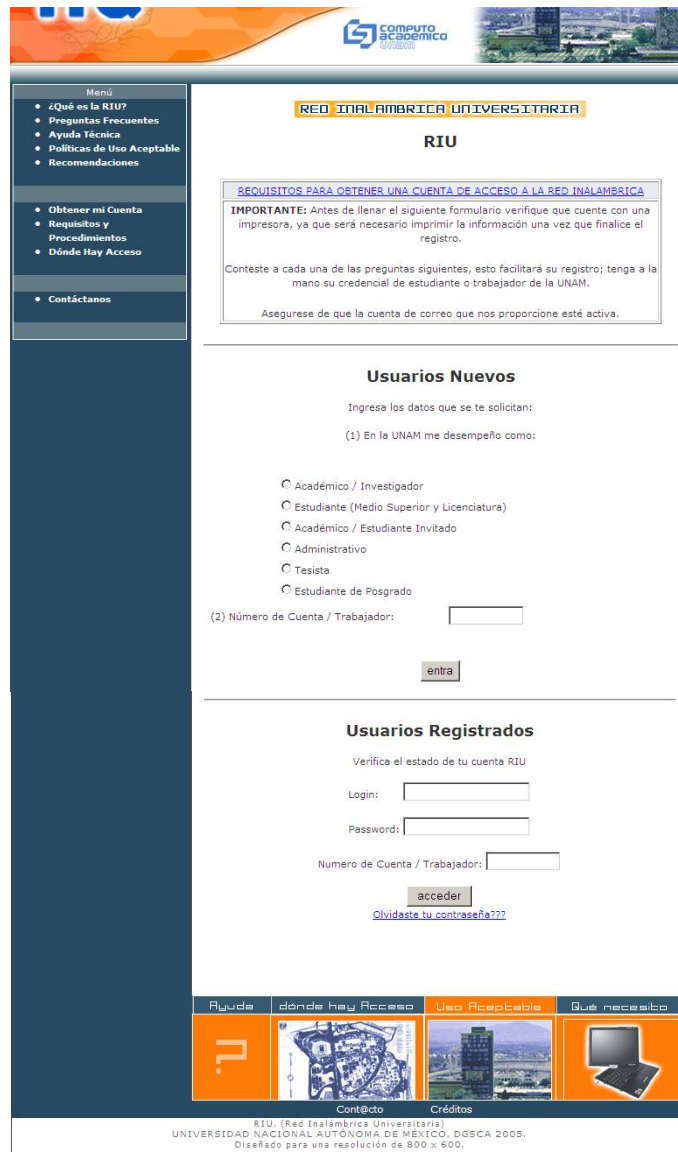 COMPUTO
ACADEMICO
UNAM
Menú
¿Qué es la RIU?
Preguntas Frecuentes
Ayuda Técnica
Políticas de Uso Aceptable
Recomendaciones
Obtener mi Cuenta
Requisitos y
Procedimientos
Dónde Hay Acceso
Contáctanos
RED INALAMBRICA UNIVERSITARIA
RIU
REQUISITOS PARA OBTENER UNA CUENTA DE ACCESO A LA RED INALAMBRICA
IMPORTANTE: Antes de llenar el siguiente formulario verifique que cuente con una
impresora, ya que será necesario imprimir la información una vez que finalice el
registro.
Conteste a cada una de las preguntas siguientes, esto facilitará su registro; tenga a la
mano su credencial de estudiante o trabajador de la UNAM.
Asegurese de que la cuenta de correo que nos proporcione esté activa.
Usuarios Nuevos
Ingresa los datos que se te solicitan:
(1) En la UNAM me desempeño como:
Académico / Investigador
Estudiante (Medio Superior y Licenciatura)
Académico / Estudiante Invitado
Administrativo
Tesista
Estudiante de Posgrado
(2) Número de Cuenta / Trabajador:
entra
Usuarios Registrados
Verifica el estado de tu cuenta RIU
Login:
Password:
Numero de Cuenta / Trabajador:
acceder
Olvidaste tu contraseña???
Ayuda dónde hay Acceso Uso Aceptable Qué necesito
Cont@cto Créditos
RIU. (Red Inalámbrica Universitaria)
UNIVERSIDAD NACIONAL AUTÓNOMA DE MÉXICO, DGSCA 2005.
Diseñado para una resolución de 800 x 600.